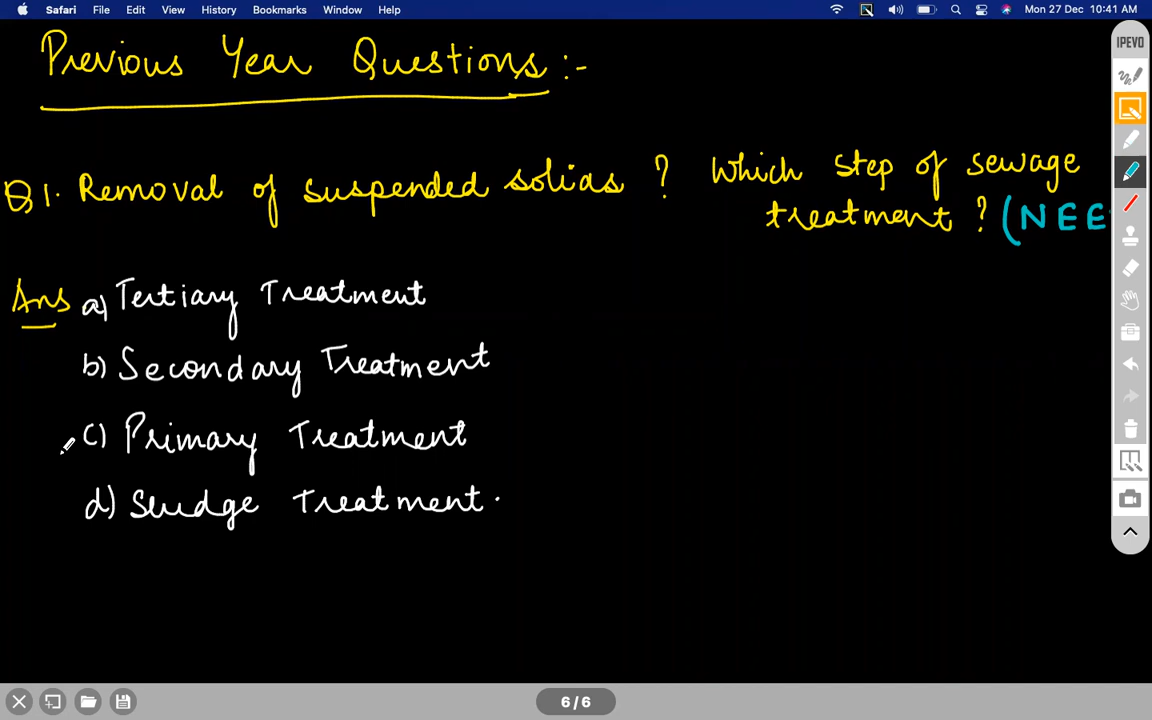 Safari File Edit View History Bookmarks Window Help Mon 27 Dec 10:41 AM
IPEVO
Previous Year Questions :-
Q1. Removal of suspended solids ? Which step of sewage
treatment ? (NEE
Ans a) Tertiary Treatment
b) Secondary Treatment
c) Primary Treatment
d) Sludge Treatment.
6/6